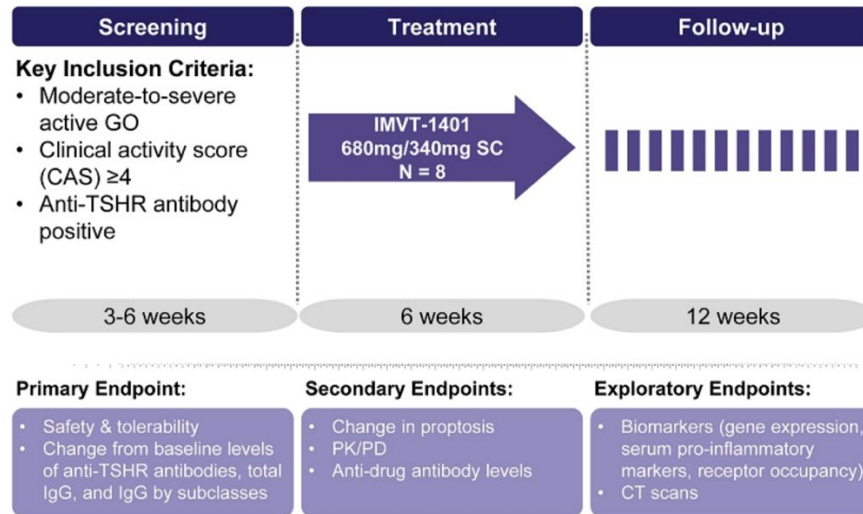 Screening
Key Inclusion Criteria:
• Moderate-to-severe
active GO
• Clinical activity score
(CAS) ≥4
• Anti-TSHR antibody
positive
3-6 weeks
Treatment
IMVT-1401
680mg/340mg SC
N = 8
6 weeks
Follow-up
12 weeks
Primary Endpoint:
• Safety & tolerability
• Change from baseline levels
of anti-TSHR antibodies, total
IgG, and IgG by subclasses
Secondary Endpoints:
• Change in proptosis
• PK/PD
• Anti-drug antibody levels
Exploratory Endpoints:
• Biomarkers (gene expression,
serum pro-inflammatory
markers, receptor occupancy)
• CT scans